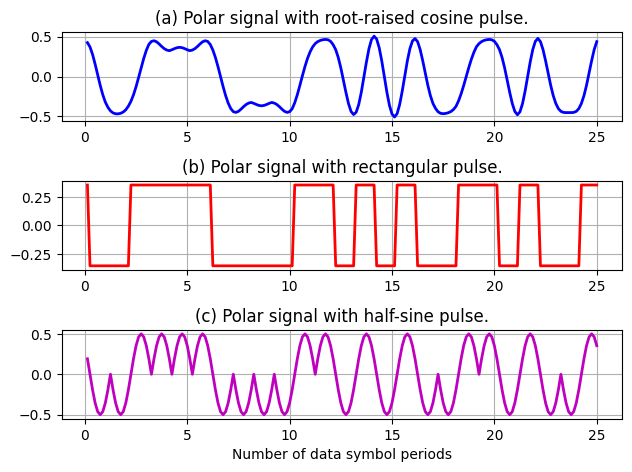 (a) Polar signal with root-raised cosine pulse.
0.5
0.0
−0.5
0 5 10 15 20 25
(b) Polar signal with rectangular pulse.
0.25
0.00
−0.25
0 5 10 15 20 25
(c) Polar signal with half-sine pulse.
0.5
0.0
−0.5
0 5 10 15 20 25
Number of data symbol periods